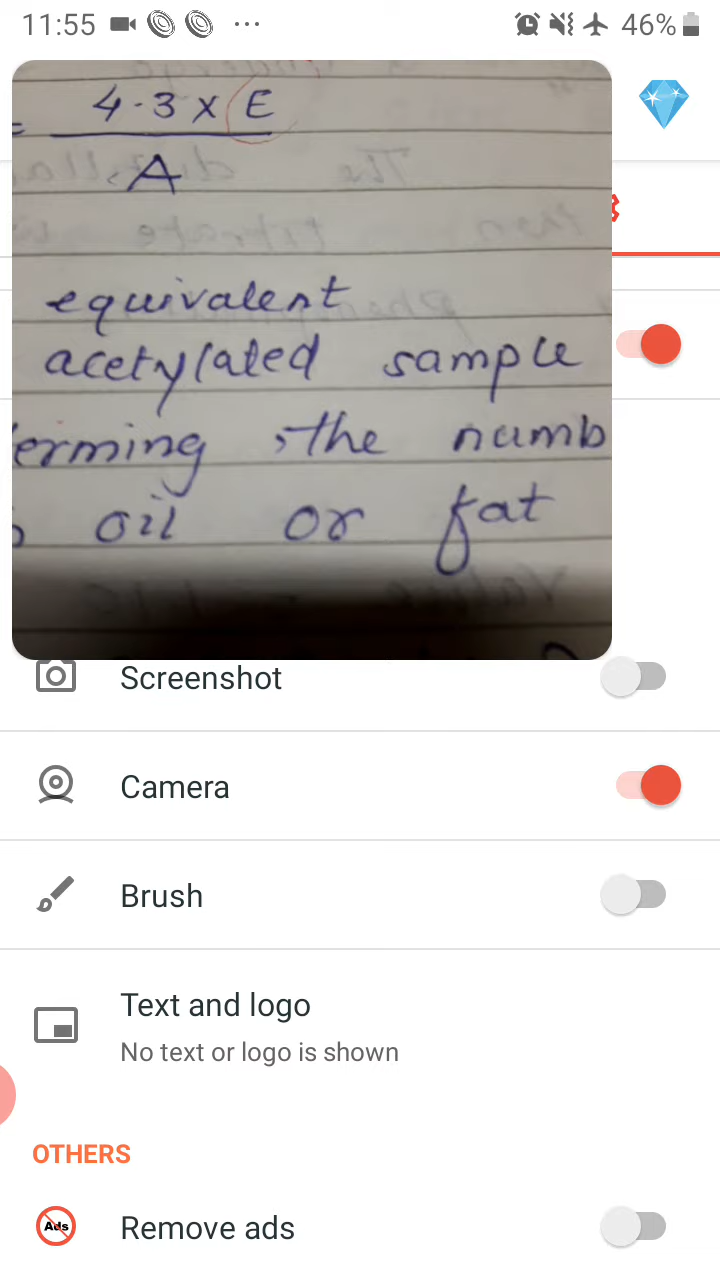 11:55
46%
= 4.3 x E
A
equivalent
acetylated sample
erming , the numb
oil or fat
Screenshot
Camera
Brush
Text and logo
No text or logo is shown
OTHERS
Ads
Remove ads